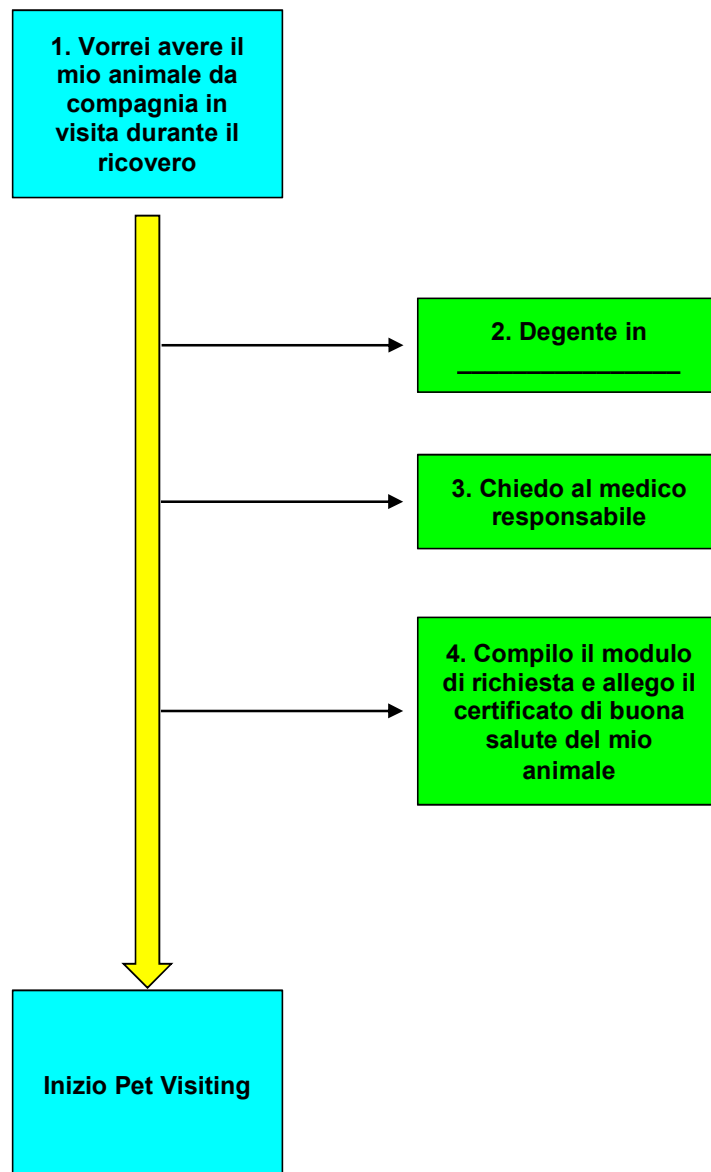 1. Vorrei avere il
mio animale da
compagnia in
visita durante il
ricovero
2. Degente in
________________
3. Chiedo al medico
responsabile
4. Compilo il modulo
di richiesta e allego il
certificato di buona
salute del mio
animale
Inizio Pet Visiting